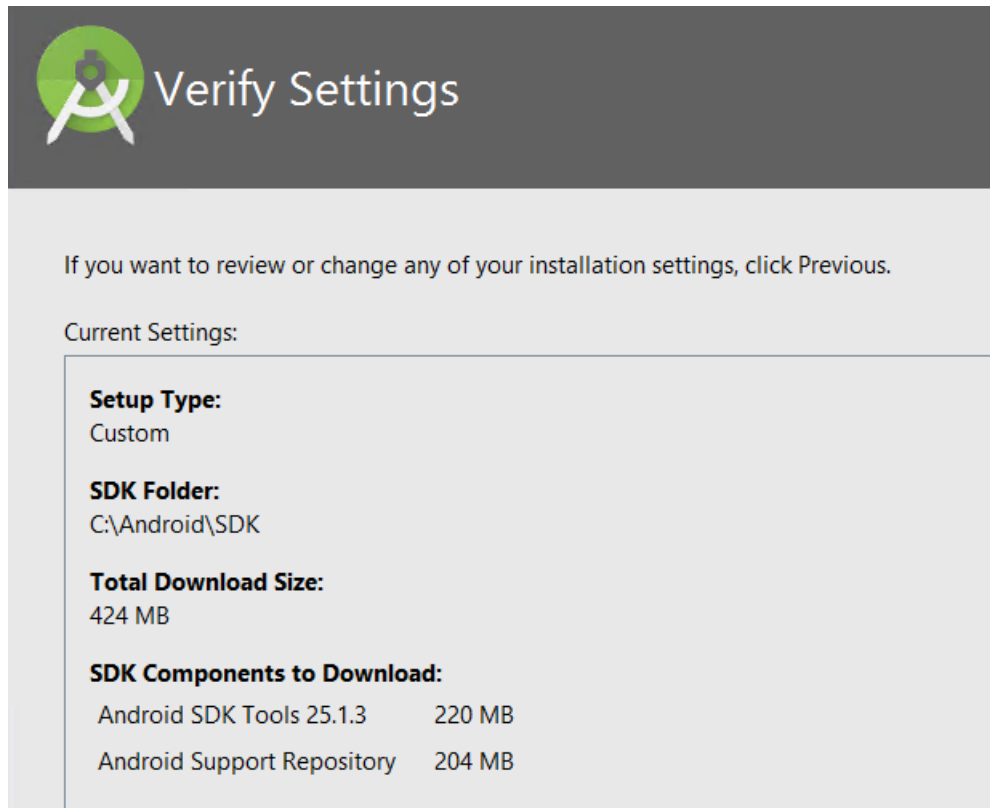 Verify Settings
If you want to review or change any of your installation settings, click Previous.
Current Settings:
Setup Type:
Custom
SDK Folder:
C:\Android\SDK
Total Download Size:
424 MB
SDK Components to Download:
Android SDK Tools 25.1.3 220 MB
Android Support Repository 204 MB